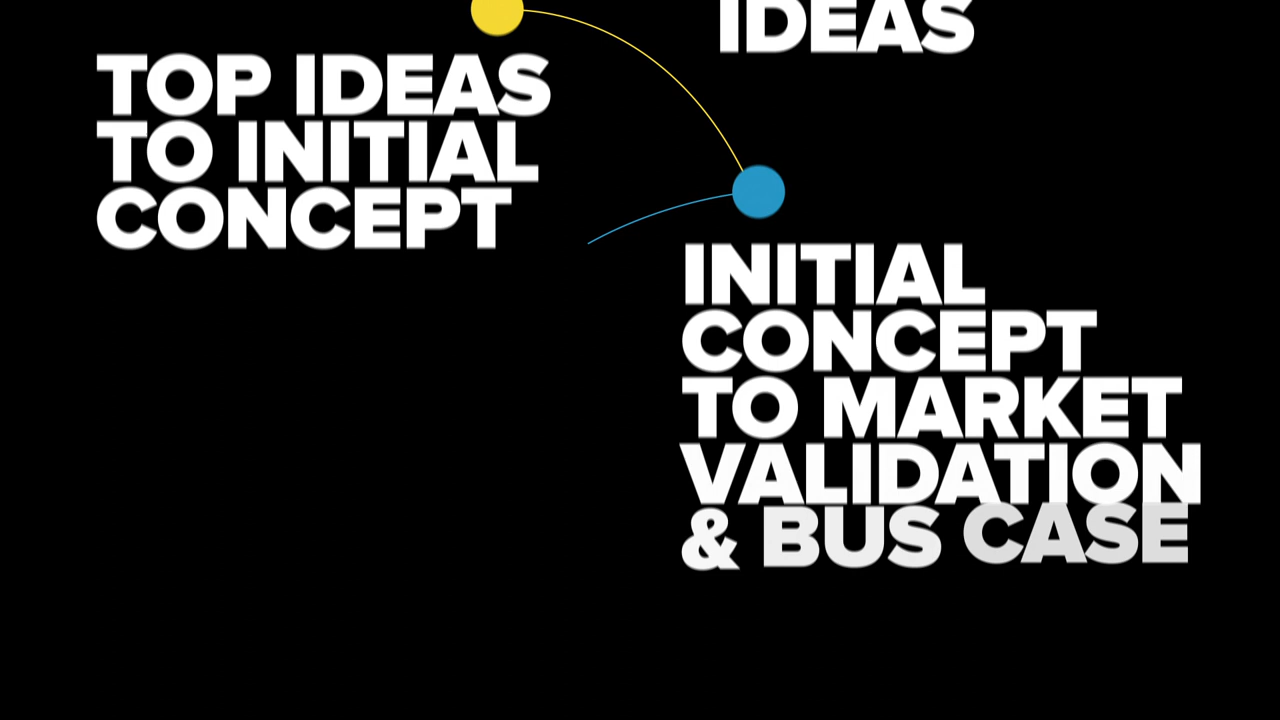 IDEAS
TOP IDEAS
TO INITIAL
CONCEPT
INITIAL
CONCEPT
TO MARKET
VALIDATION
& BUS CASE